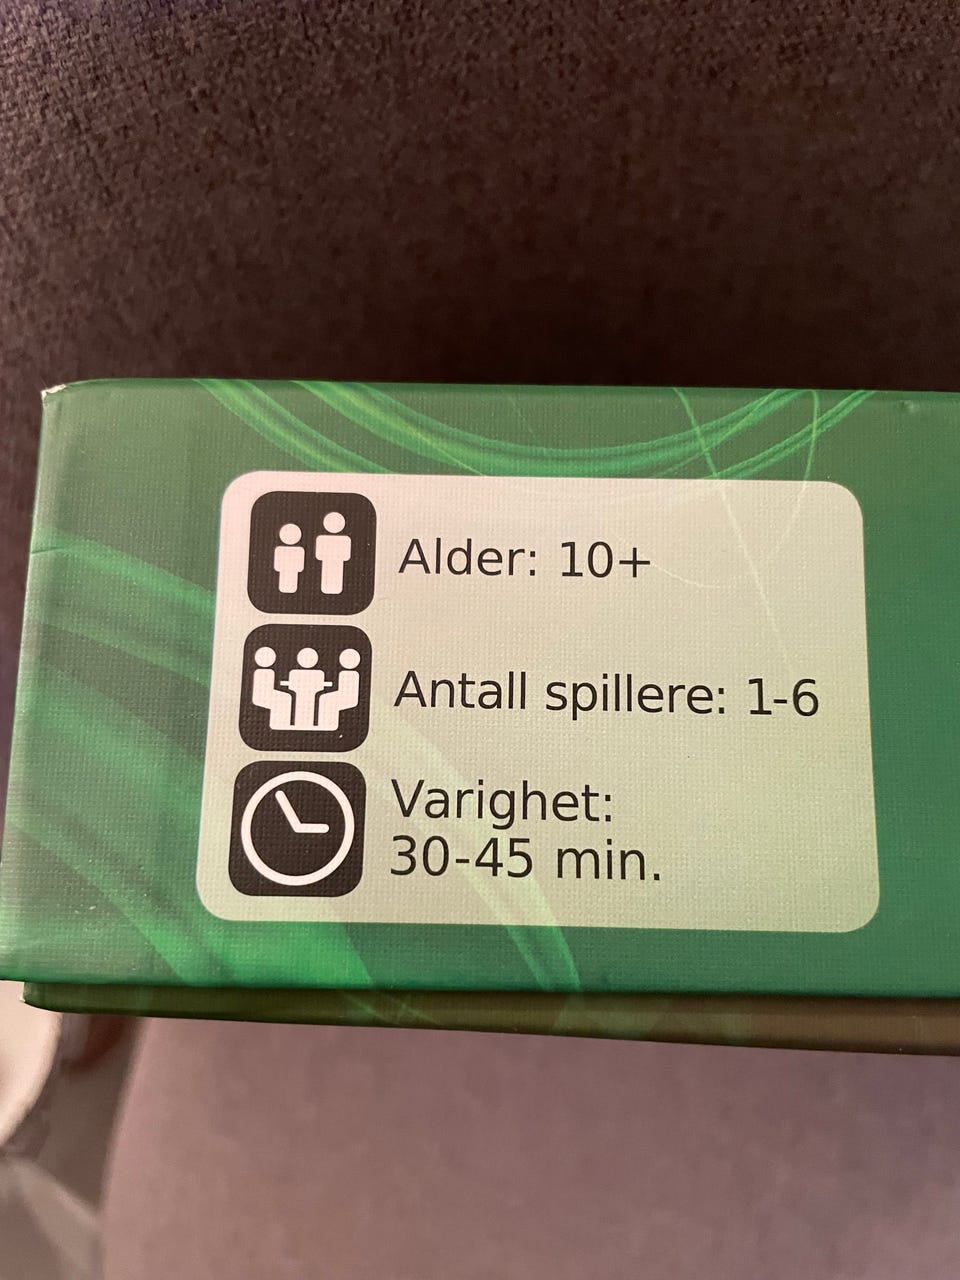 Alder: 10+
Antall spillere: 1-6
Varighet:
30-45 min.